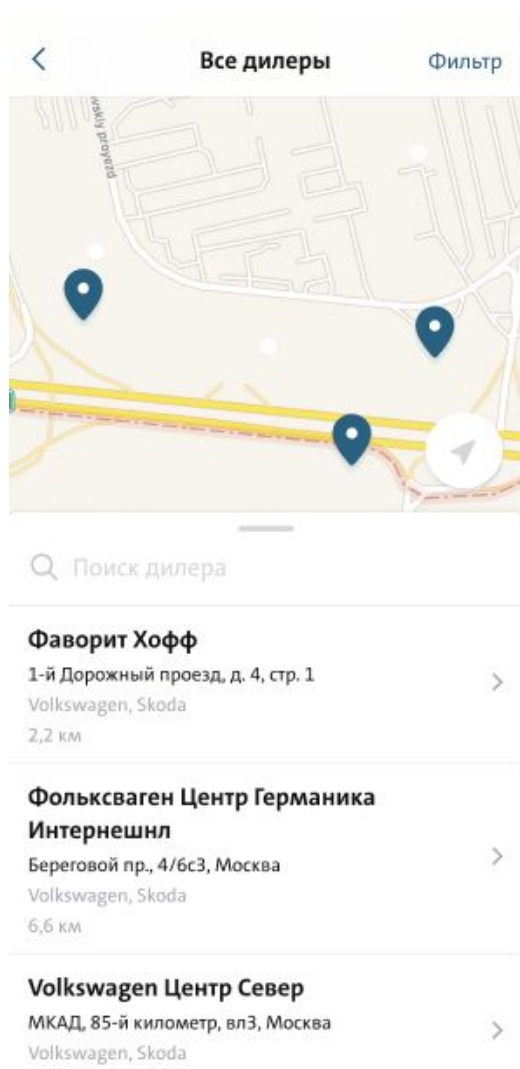 Все дилеры
Фильтр
wskiy proyezd
Поиск дилера
Фаворит Хофф
1-й Дорожный проезд, д. 4, стр. 1
Volkswagen, Skoda
2,2 км
Фольксваген Центр Германика
Интернешнл
Береговой пр., 4/6с3, Москва
Volkswagen, Skoda
6,6 км
Volkswagen Центр Север
МКАД, 85-й километр, вл3, Москва
Volkswagen, Skoda